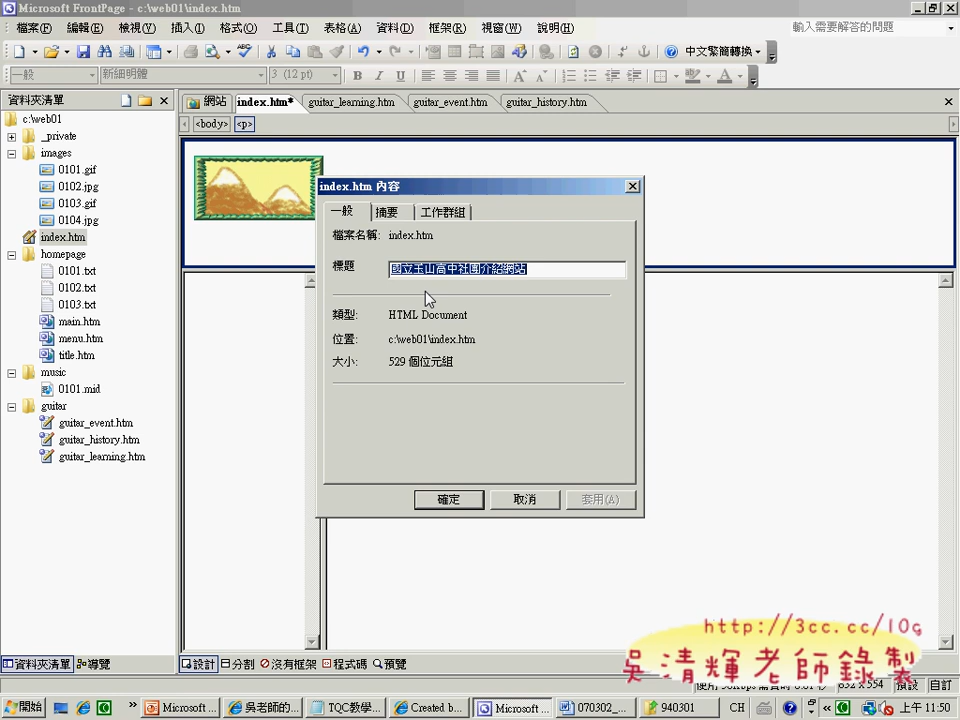 Microsoft FrontPage - c:\web01\index.htm
檔案(F) 編輯(E) 檢視(V) 插入(I) 格式(O) 工具(T) 表格(A) 資料(D) 框架(R) 視窗(W) 說明(H) 輸入需要解答的問題
中文繁簡轉換
一般 新細明體 3 (12 pt) B I U
資料夾清單
網站 index.htm* guitar_learning.htm guitar_event.htm guitar_history.htm
<body> <p>
c:\web01
_private
images
0101.gif
0102.jpg
0103.gif
0104.jpg
index.htm
homepage
0101.txt
0102.txt
0103.txt
main.htm
menu.htm
title.htm
music
0101.mid
guitar
guitar_event.htm
guitar_history.htm
guitar_learning.htm
index.htm 內容
一般 摘要 工作群組
檔案名稱: index.htm
標題 國立玉山高中社團介紹網站
類型: HTML Document
位置: c:\web01\index.htm
大小: 529 個位元組
確定 取消 套用(A)
http://3cc.cc/10g
吳清輝老師錄製
資料夾清單 導覽 設計 分割 沒有框架 程式碼 預覽
632 x 554 預設 自訂
開始 Microsoft ... 吳老師的... TQC教學... Created b... Microsoft ... 070302_... 940301 CH 上午 11:50